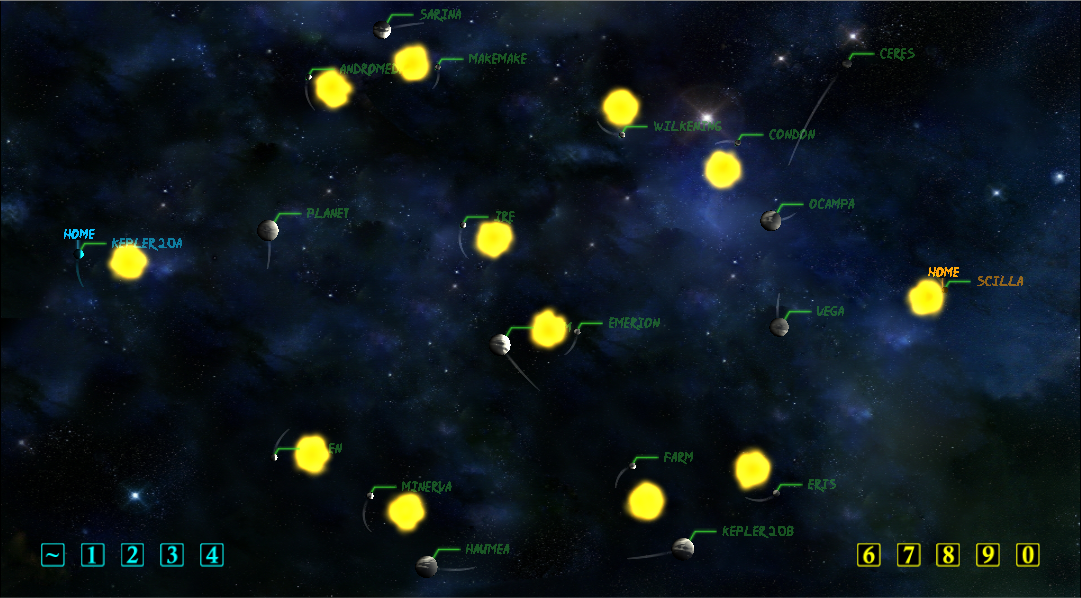 SARINA
CERES
MAKEMAKE
ANDROMED
WILKENING
CONDON
OCAMPA
PLANET
IRE
HOME
KEPLER20A
HOME
SCILLA
VEGA
EMERION
EN
FARM
ERIS
MINERVA
KEPLER20B
HAUMEA
~ 1 2 3 4
6 7 8 9 0